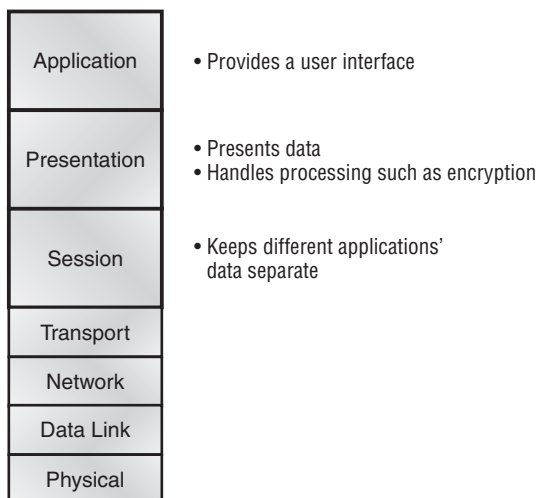 Application
• Provides a user interface
Presentation
• Presents data
• Handles processing such as encryption
Session
• Keeps different applications’
data separate
Transport
Network
Data Link
Physical